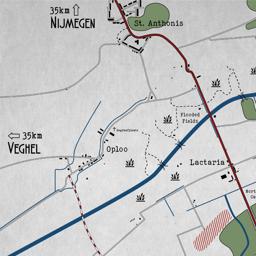 35km ⇧
NIJMEGEN
St. Anthonis
Flooded
Fields
⇦ 35km
VEGHEL
Oploo
Lactaria